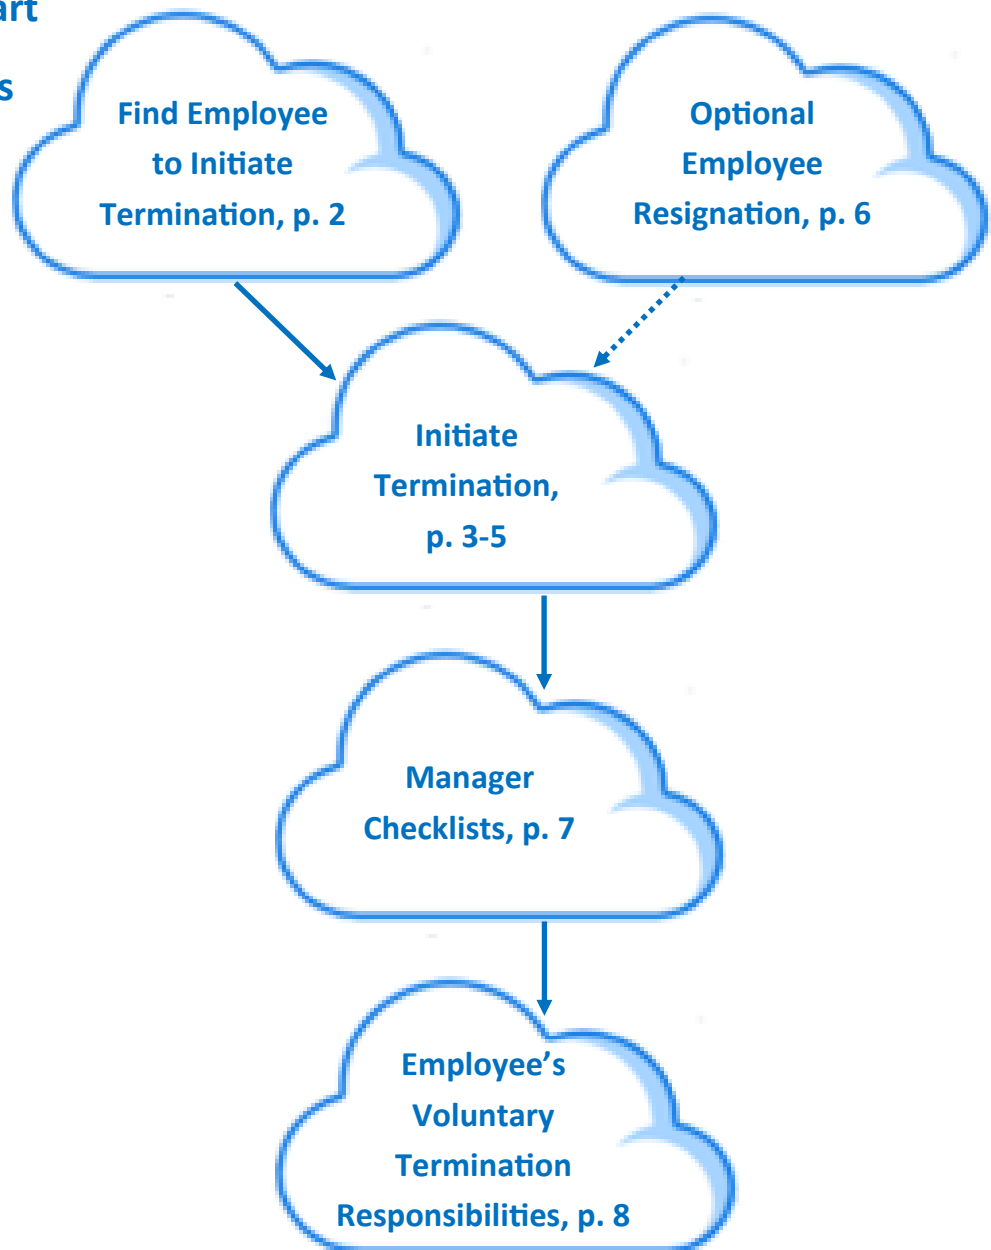 art
s
Find Employee
to Initiate
Termination, p. 2
Optional
Employee
Resignation, p. 6
Initiate
Termination,
p. 3-5
Manager
Checklists, p. 7
Employee’s
Voluntary
Termination
Responsibilities, p. 8